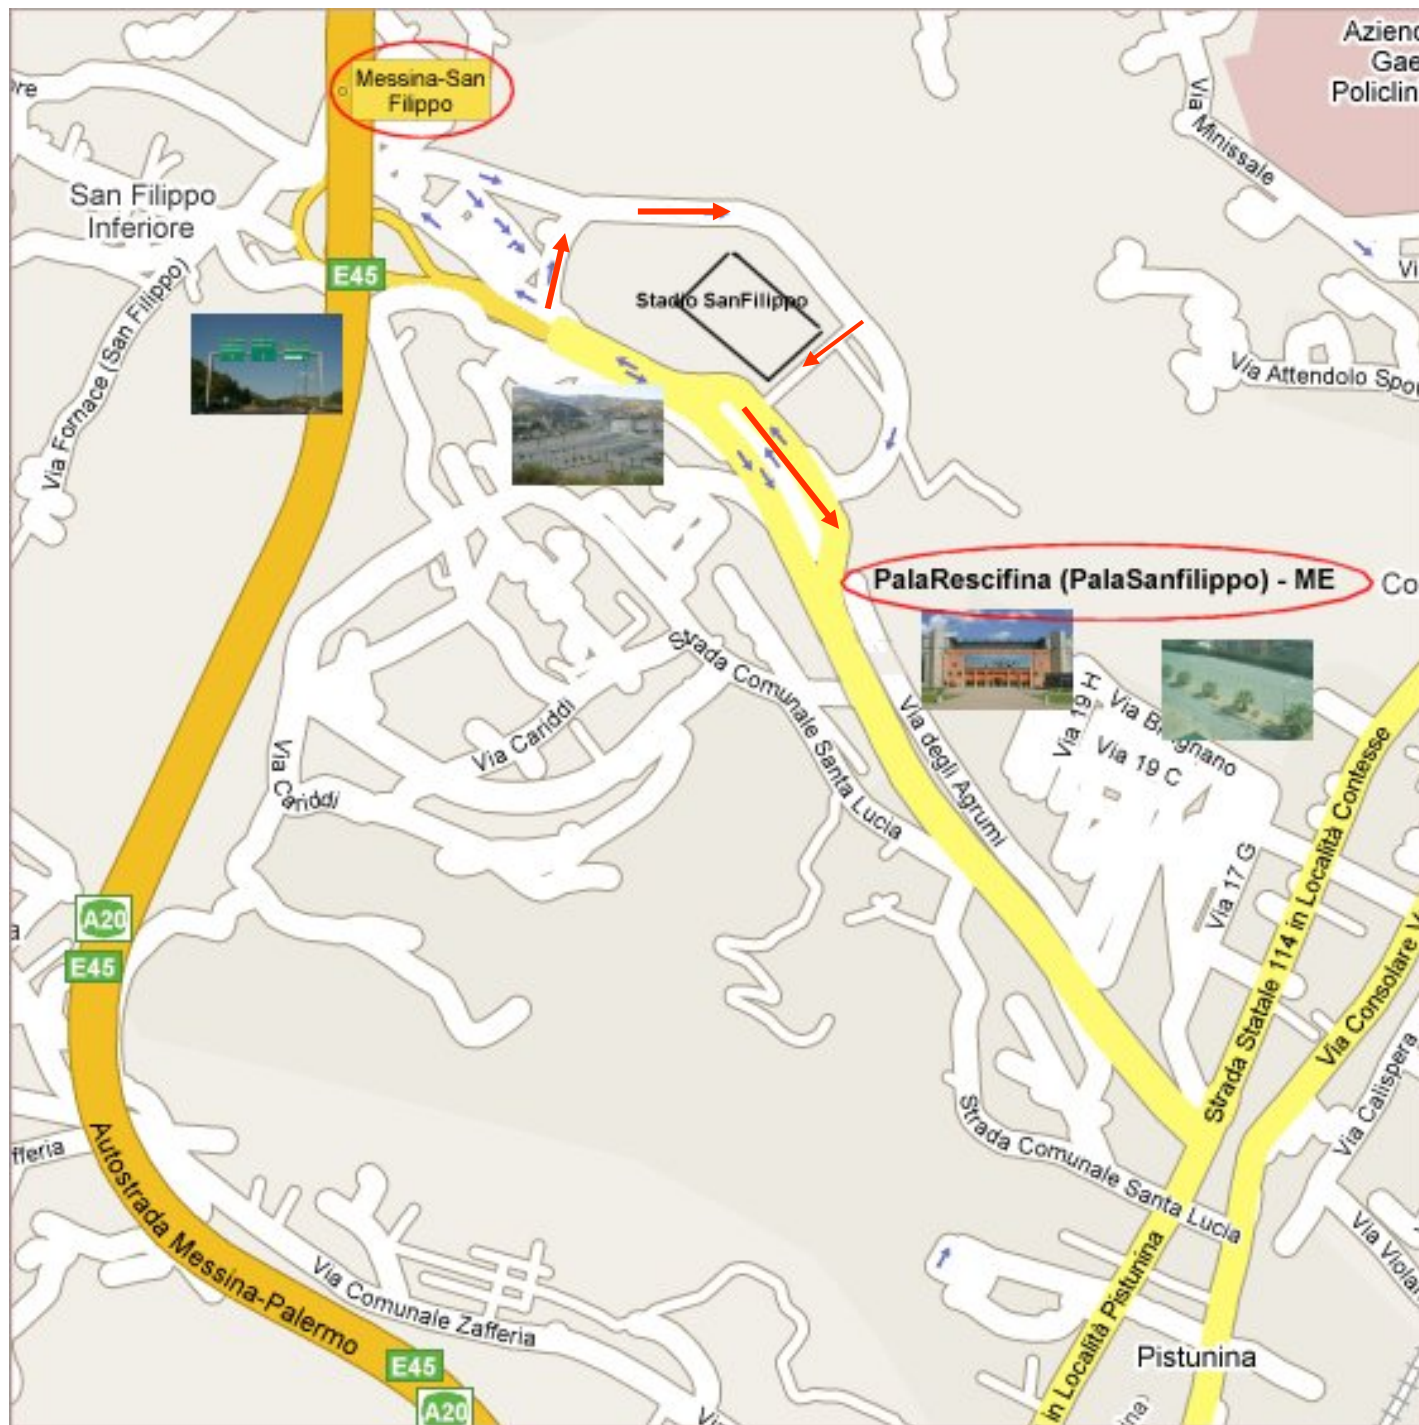 Messina-San
Filippo
San Filippo
Inferiore
E45
Stadio SanFilippo
Via Fornace (San Filippo)
Via Minissale
Via Attendolo
PalaRescifina (PalaSanfilippo) - ME
Strada Comunale Santa Lucia
Via Cariddi
Via Cariddi
Via degli Agrumi
Via 19 H
Via 19 C
Via 17 G
Strada Statale 114 in Località Contesse
Via Consolare
Via Calispera
A20
E45
Autostrada Messina-Palermo
Strada Comunale Santa Lucia
Via Comunale Zafferia
in Località Pistunina
Pistunina
E45
A20